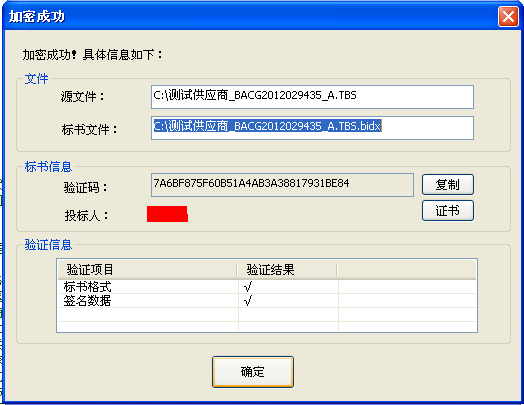 加密成功
加密成功! 具体信息如下：
文件
源文件：
C:\测试供应商_BACG2012029435_A.TBS
标书文件：
C:\测试供应商_BACG2012029435_A.TBS.bidx
标书信息
验证码：
7A6BF875F60B51A4AB3A38817931BE84
复制
投标人：
证书
验证信息
验证项目 验证结果
标书格式 √
签名数据 √
确定